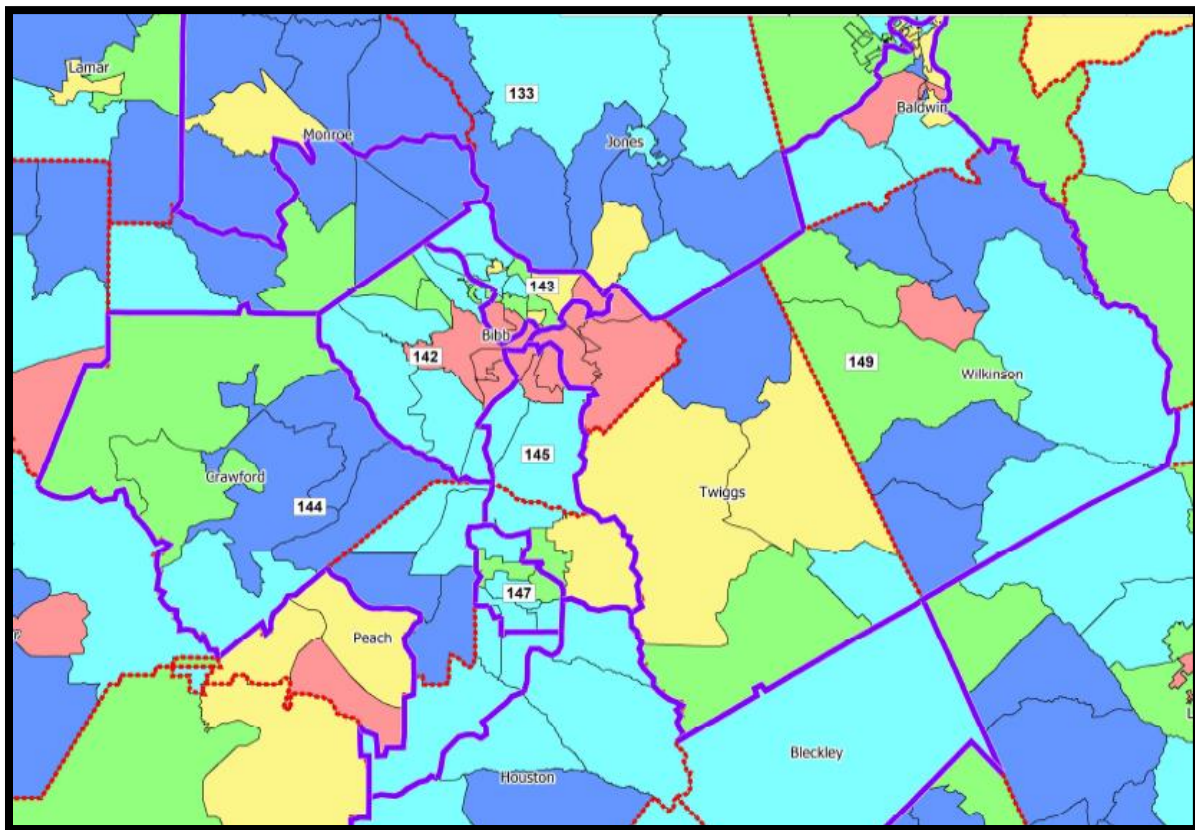 Lamar
133
Baldwin
Monroe
Jones
143
Bibb
142
149
Wilkinson
145
Crawford
Twiggs
144
147
Peach
Bleckley
Houston